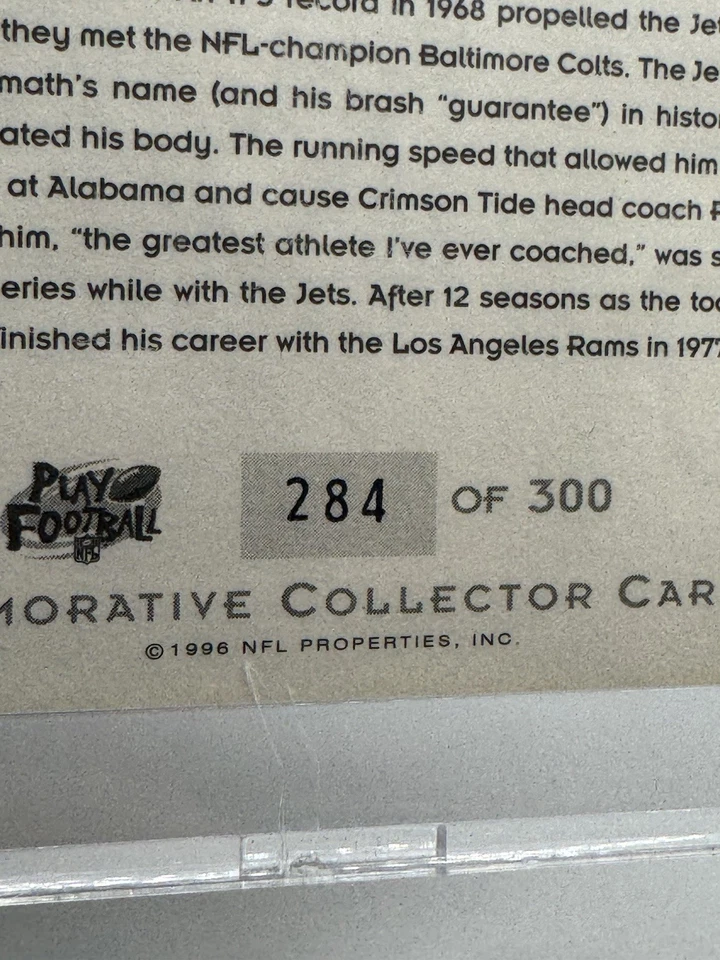 record in 1968 propelled the Je
they met the NFL-champion Baltimore Colts. The Je
math's name (and his brash "guarantee") in histo
ated his body. The running speed that allowed him
at Alabama and cause Crimson Tide head coach
him, "the greatest athlete I've ever coached," was s
eries while with the Jets. After 12 seasons as the to
inished his career with the Los Angeles Rams in 1977
PLAY
FOOTBALL
NFL
284 OF 300
MORATIVE COLLECTOR CAR
©1996 NFL PROPERTIES, INC.